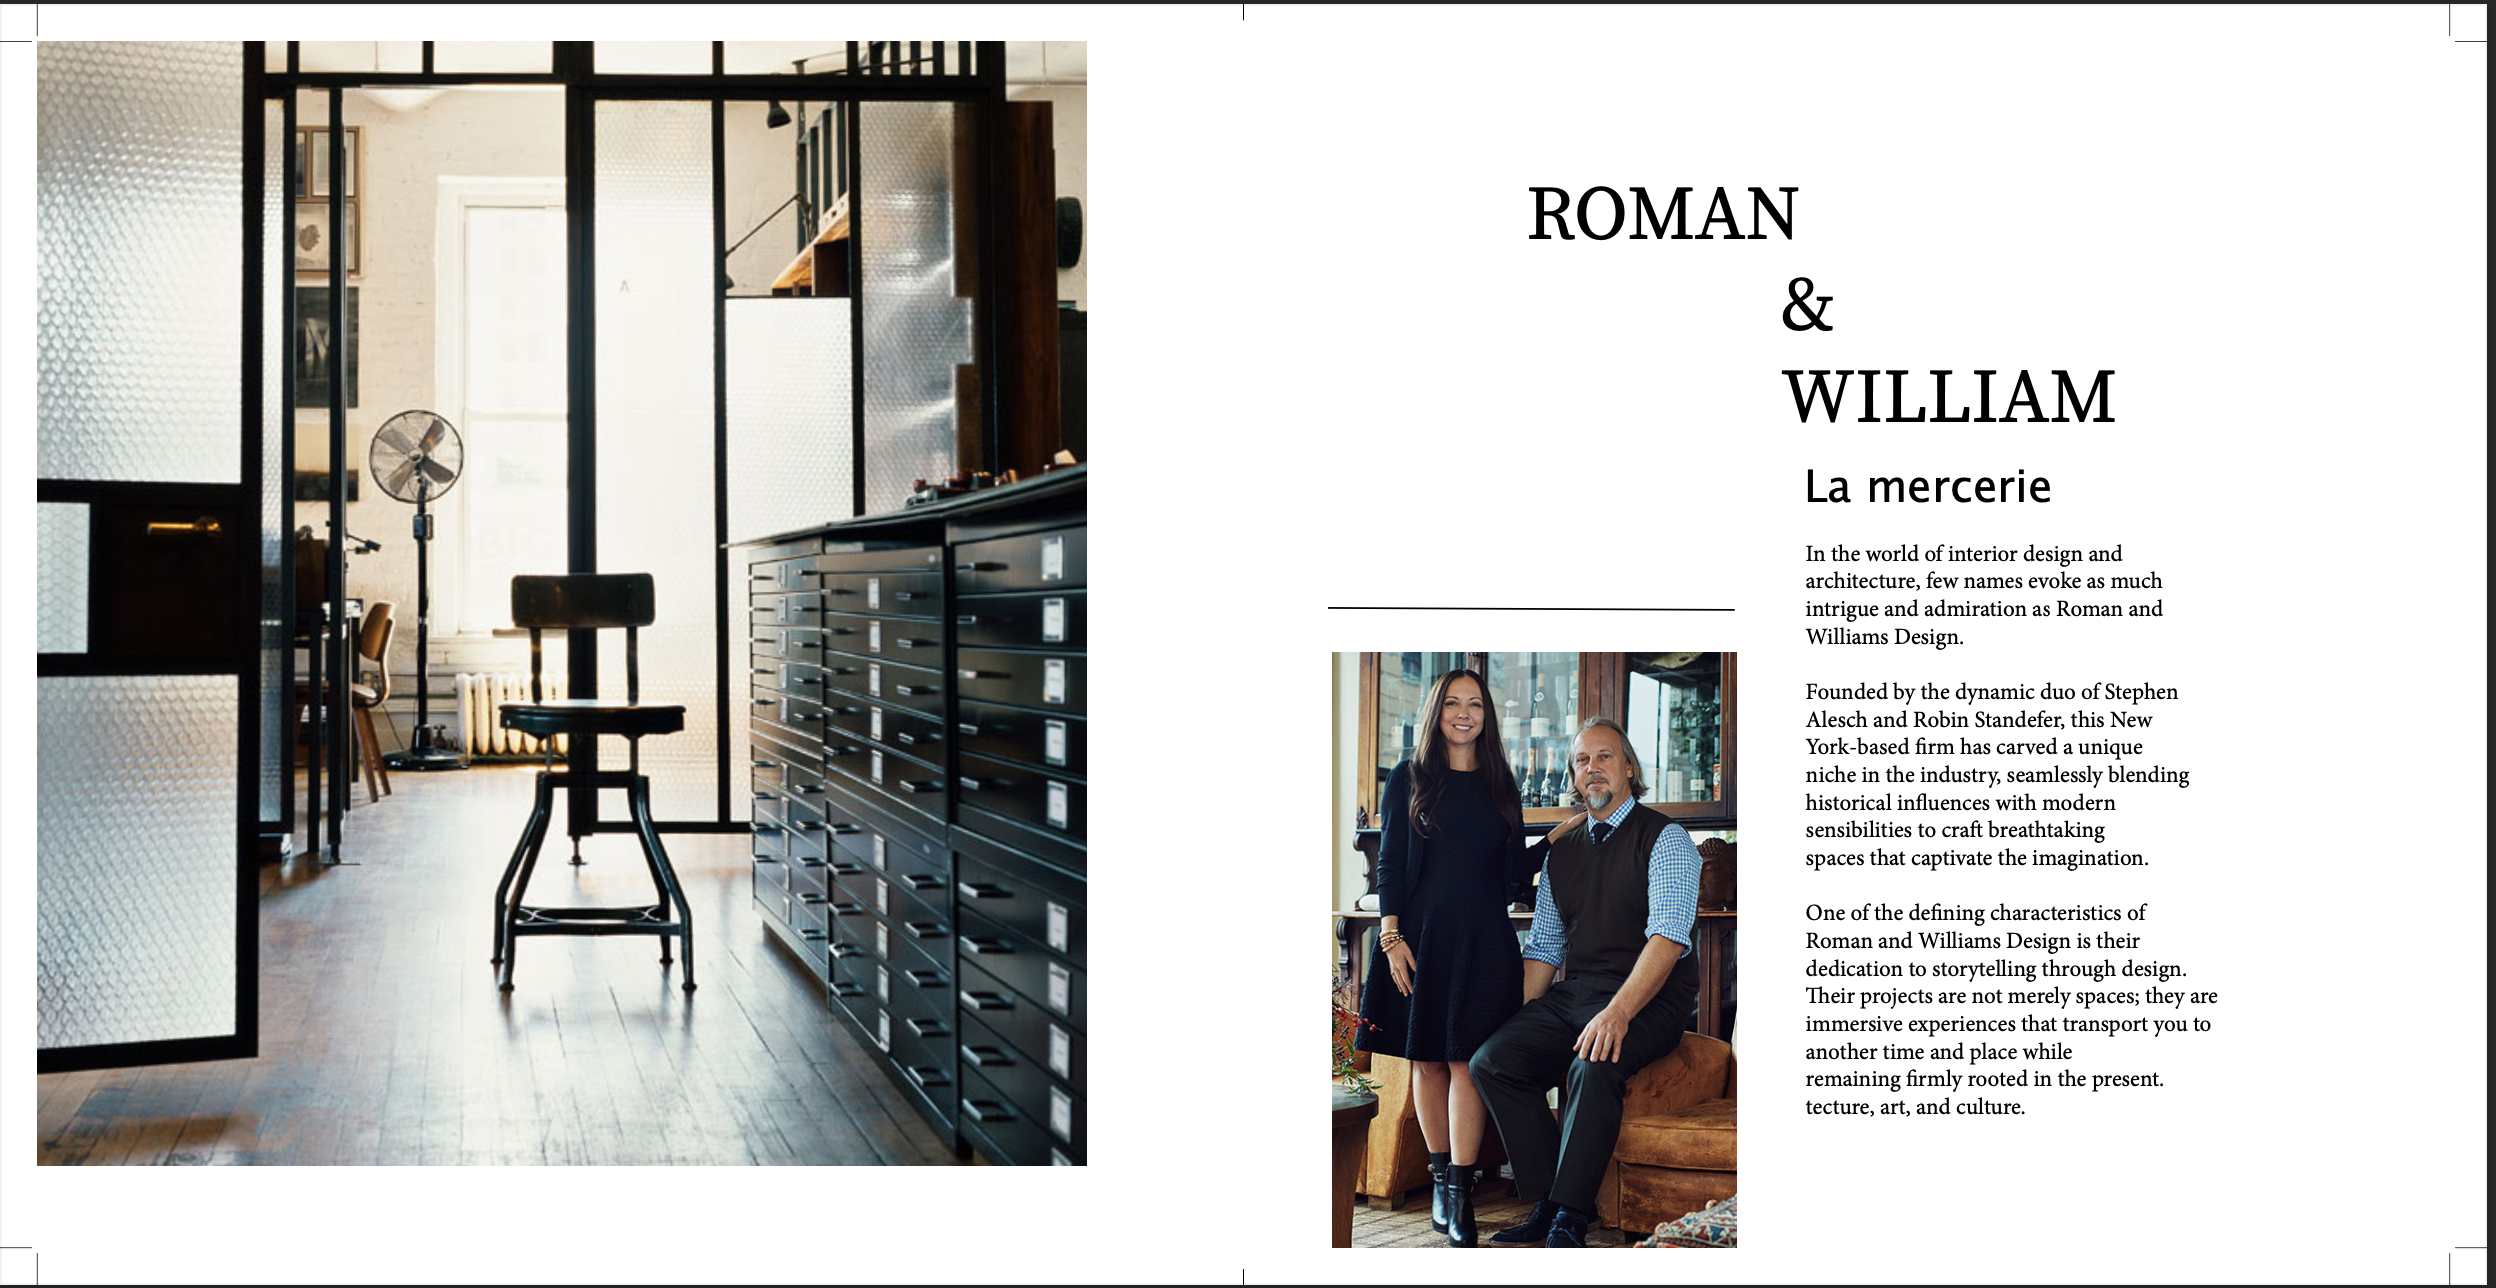 ROMAN
&
WILLIAM
La mercerie
In the world of interior design and
architecture, few names evoke as much
intrigue and admiration as Roman and
Williams Design.
Founded by the dynamic duo of Stephen
Alesch and Robin Standefer, this New
York-based firm has carved a unique
niche in the industry, seamlessly blending
historical influences with modern
sensibilities to craft breathtaking
spaces that captivate the imagination.
One of the defining characteristics of
Roman and Williams Design is their
dedication to storytelling through design.
Their projects are not merely spaces; they are
immersive experiences that transport you to
another time and place while
remaining firmly rooted in the present.
tecture, art, and culture.